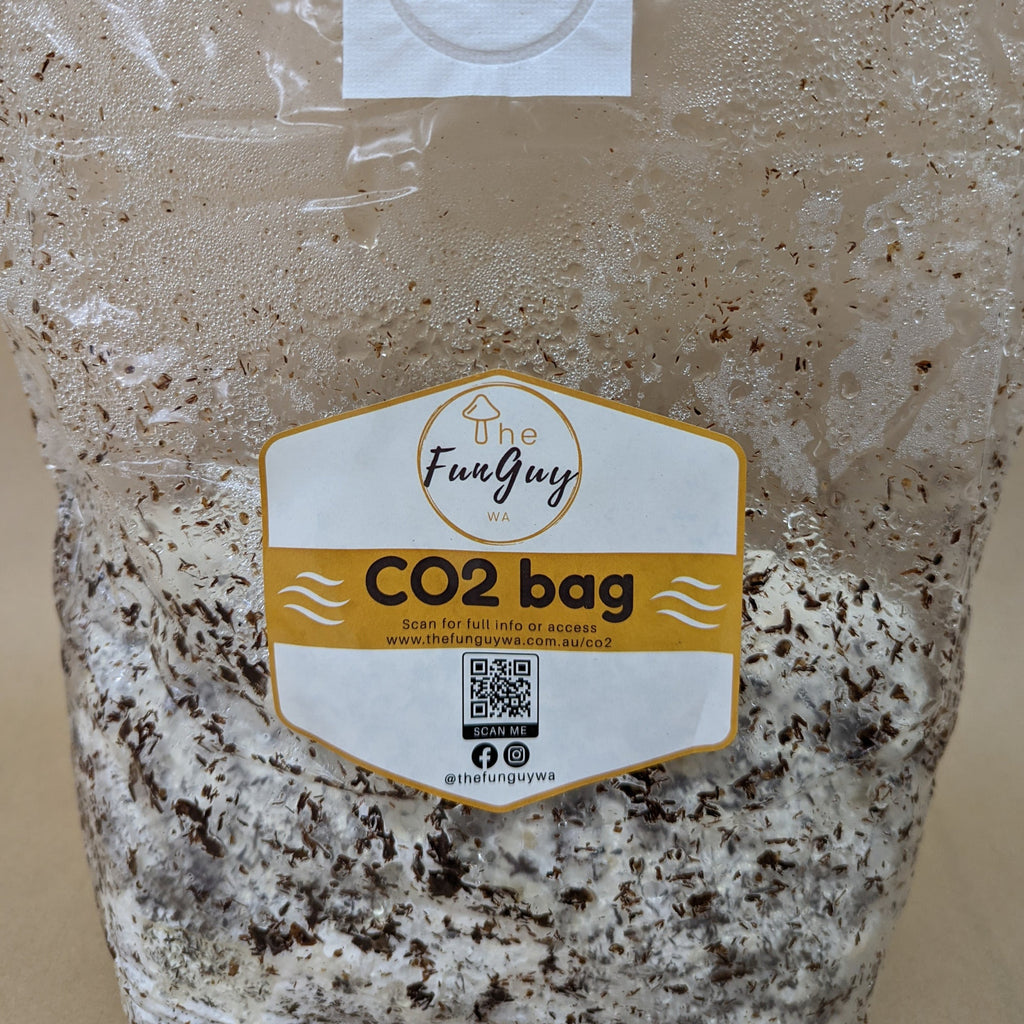 The
FunGuy
WA
CO2 bag
Scan for full info or access
www.thefunguywa.com.au/co2
SCAN ME
@thefunguywa